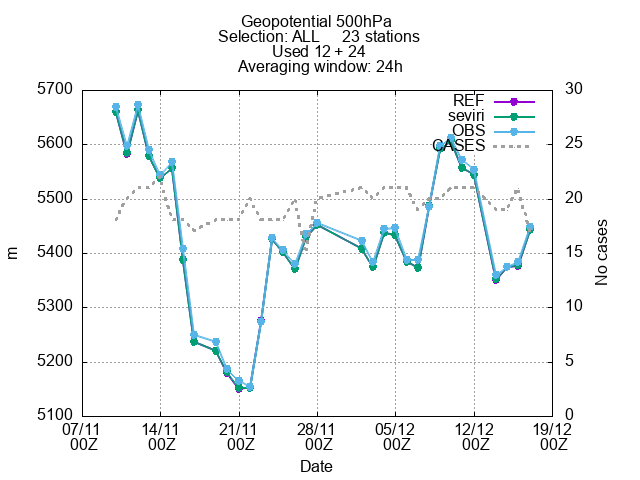 Geopotential 500hPa
Selection: ALL 23 stations
Used 12 + 24
Averaging window: 24h
5700
5600
5500
5400
5300
5200
5100
m
30
25
20
15
10
5
0
No cases
REF
seviri
OBS
CASES
07/11 14/11 21/11 28/11 05/12 12/12 19/12
00Z 00Z 00Z 00Z 00Z 00Z 00Z
Date